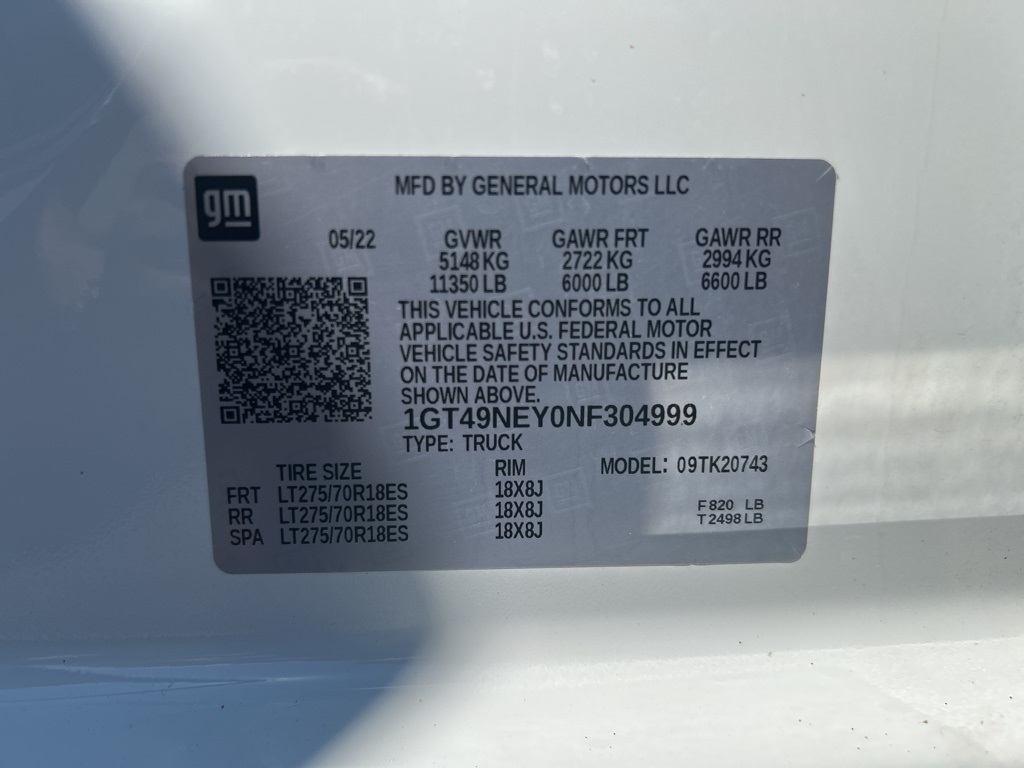 gm
MFD BY GENERAL MOTORS LLC
05/22 GVWR GAWR FRT GAWR RR
5148 KG 2722 KG 2994 KG
11350 LB 6000 LB 6600 LB
THIS VEHICLE CONFORMS TO ALL
APPLICABLE U.S. FEDERAL MOTOR
VEHICLE SAFETY STANDARDS IN EFFECT
ON THE DATE OF MANUFACTURE
SHOWN ABOVE.
1GT49NEY0NF304999
TYPE: TRUCK
TIRE SIZE RIM MODEL: 09TK20743
FRT LT275/70R18ES 18X8J
RR LT275/70R18ES 18X8J
SPA LT275/70R18ES 18X8J
F 820 LB
T 2498 LB